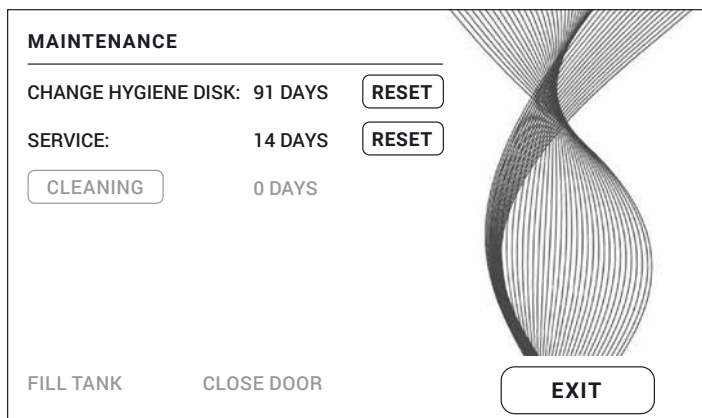 MAINTENANCE
CHANGE HYGIENE DISK: 91 DAYS RESET
SERVICE: 14 DAYS RESET
CLEANING 0 DAYS
FILL TANK CLOSE DOOR EXIT